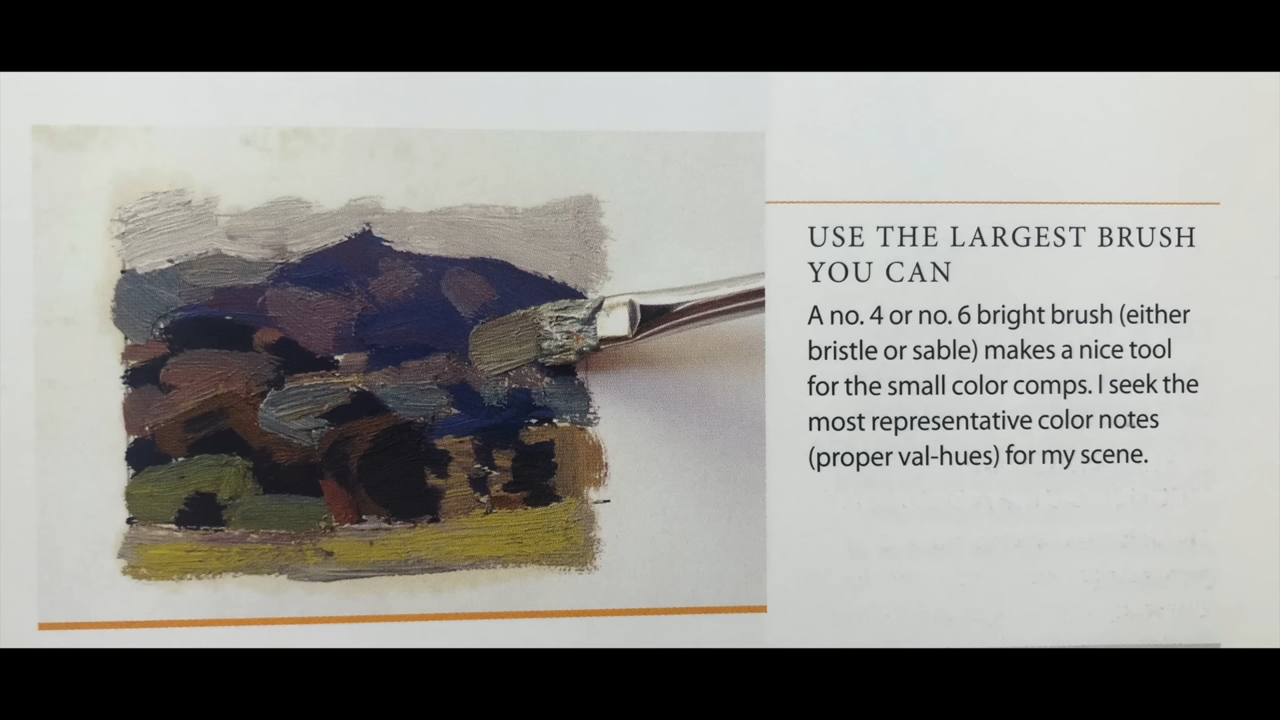 USE THE LARGEST BRUSH
YOU CAN
A no. 4 or no. 6 bright brush (either
bristle or sable) makes a nice tool
for the small color comps. I seek the
most representative color notes
(proper val-hues) for my scene.